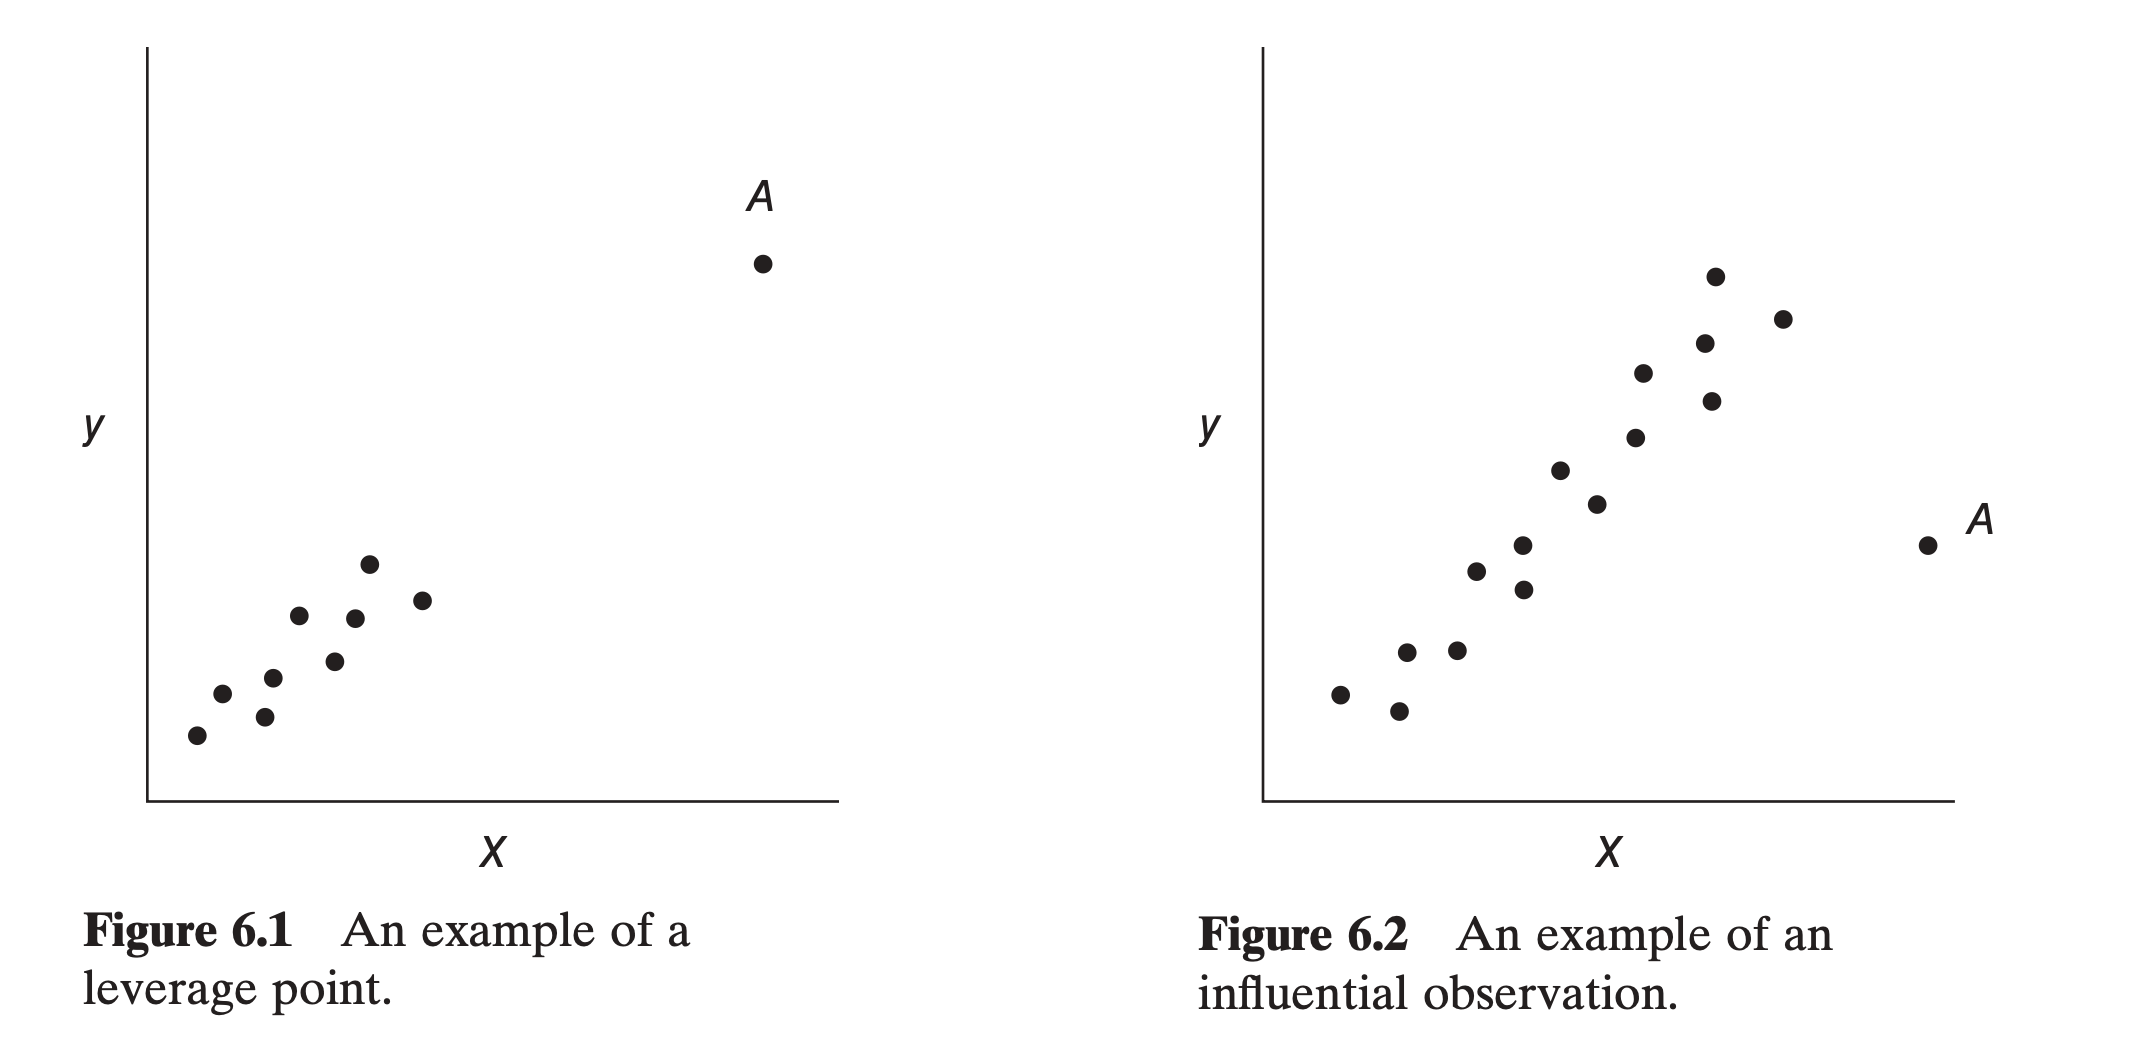 A
y
x
Figure 6.1 An example of a
leverage point.
A
y
x
Figure 6.2 An example of an
influential observation.